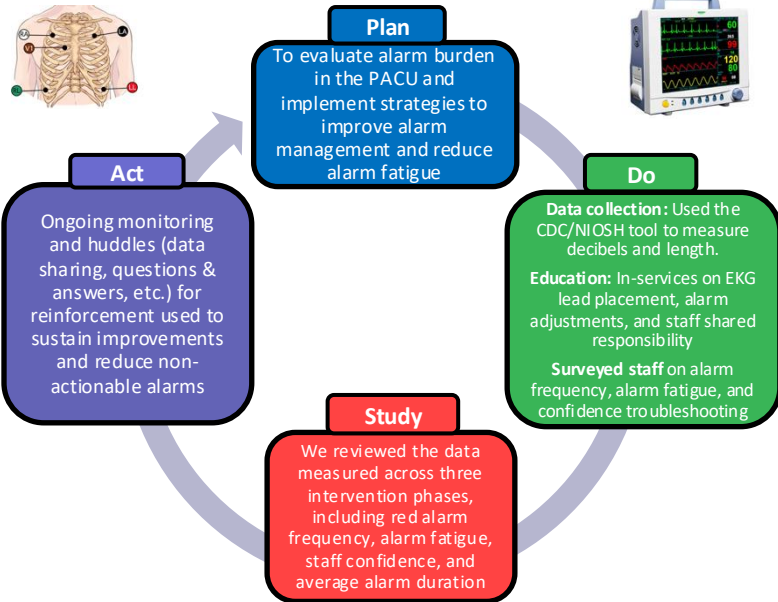 Plan
To evaluate alarm burden
in the PACU and
implement strategies to
improve alarm
management and reduce
alarm fatigue
RA
LA
V1
RL
LL
60
99
120
80
Act
Ongoing monitoring
and huddles (data
sharing, questions &
answers, etc.) for
reinforcement used to
sustain improvements
and reduce non-
actionable alarms
Do
Data collection: Used the
CDC/NIOSH tool to measure
decibels and length.
Education: In-services on EKG
lead placement, alarm
adjustments, and staff shared
responsibility
Surveyed staff on alarm
frequency, alarm fatigue, and
confidence troubleshooting
Study
We reviewed the data
measured across three
intervention phases,
including red alarm
frequency, alarm fatigue,
staff confidence, and
average alarm duration